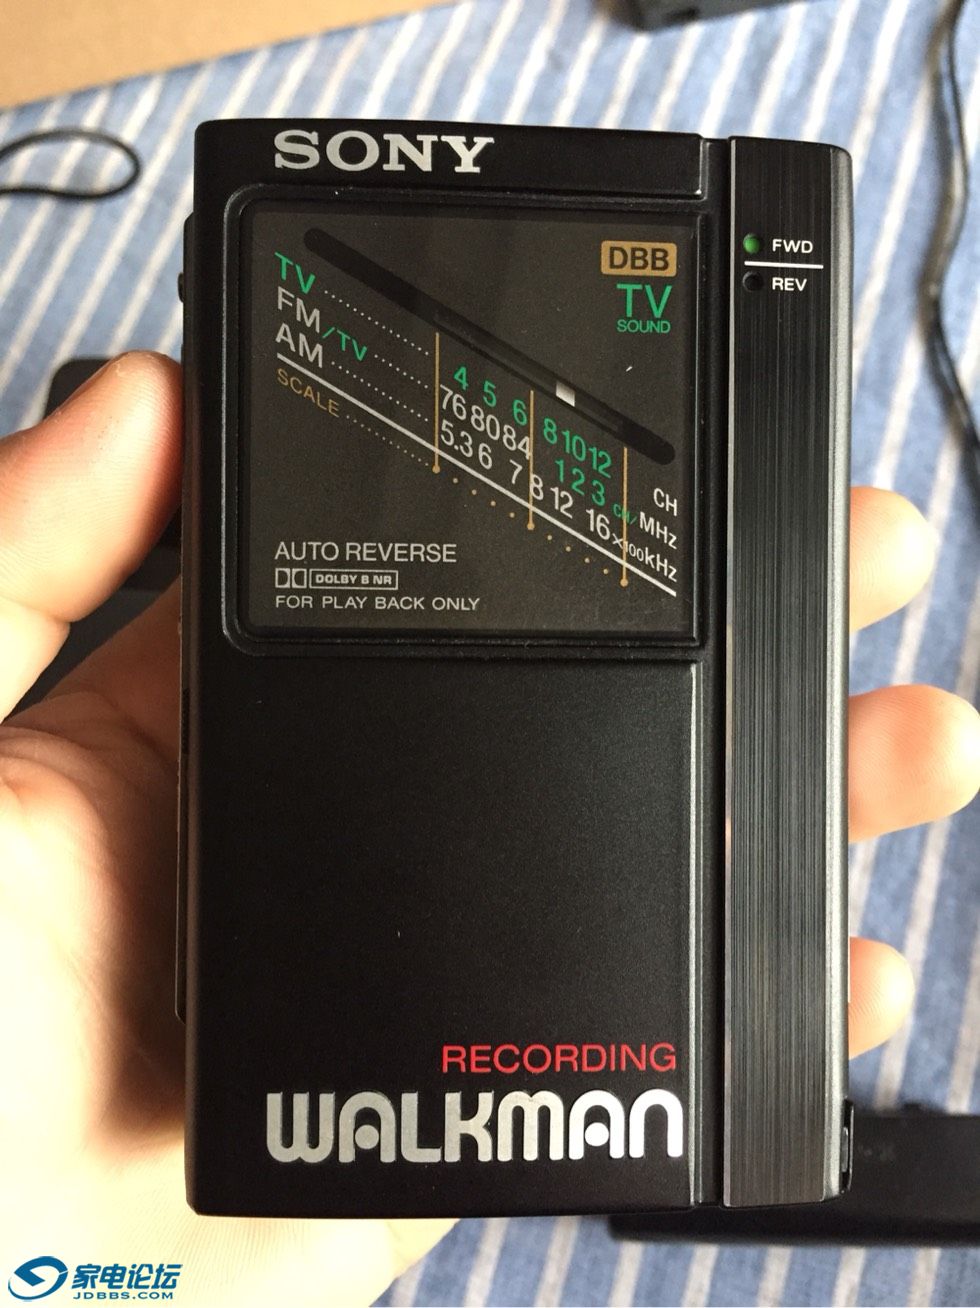 SONY
FWD
REV
DBB
TV
SOUND
TV
FM/TV
AM
SCALE
4 5 6 8 10 12 CH
76 80 84 1 2 3 CH/MHz
5.3 6 7 8 12 16 ×100kHz
AUTO REVERSE
DOLBY B NR
FOR PLAY BACK ONLY
RECORDING
WALKMAN
家电论坛
JDBBS.COM